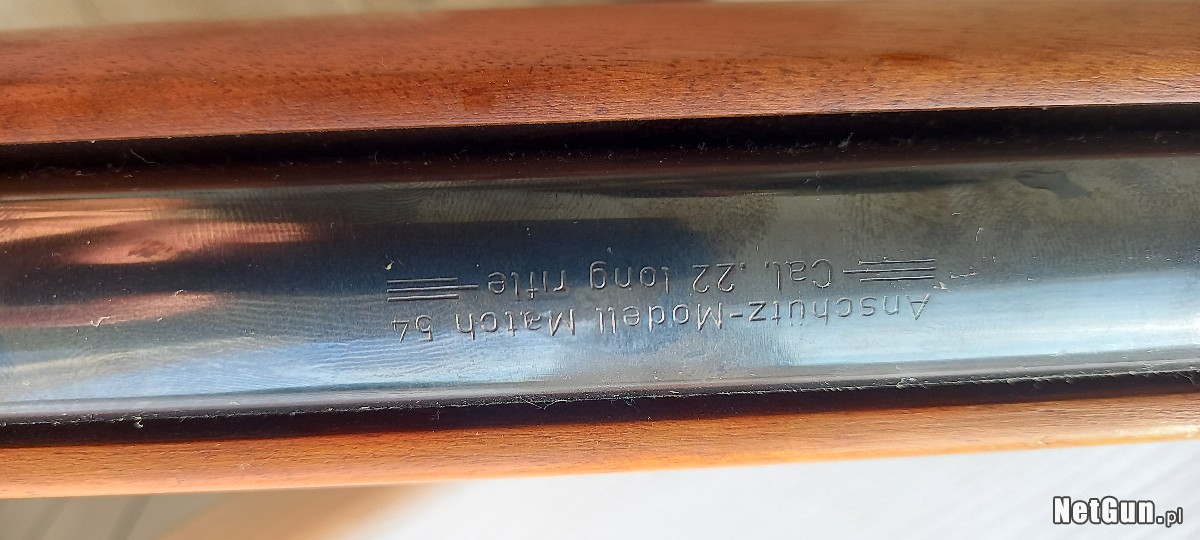 Anschütz-Modell Match 54
Cal. .22 long rifle
NetGun.pl